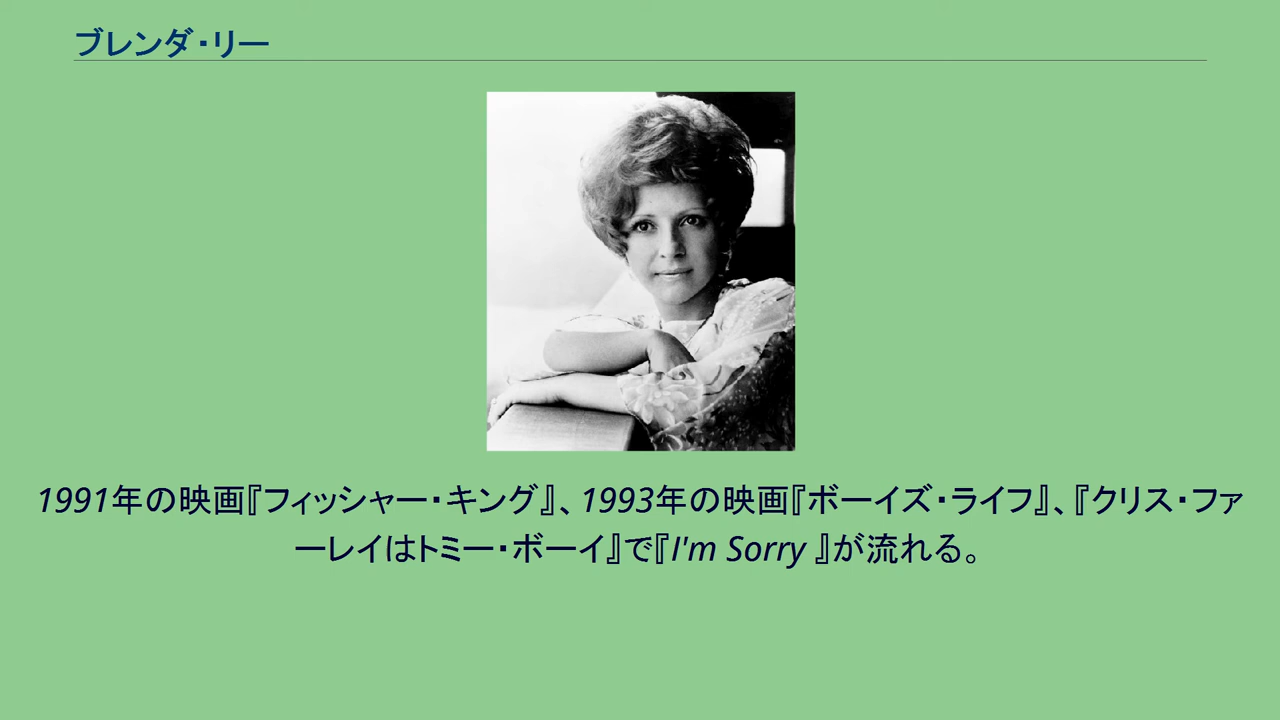 ブレンダ・リー
1991年の映画『フィッシャー・キング』、1993年の映画『ボーイズ・ライフ』、『クリス・ファ
ーレイはトミー・ボーイ』で『I'm Sorry 』が流れる。